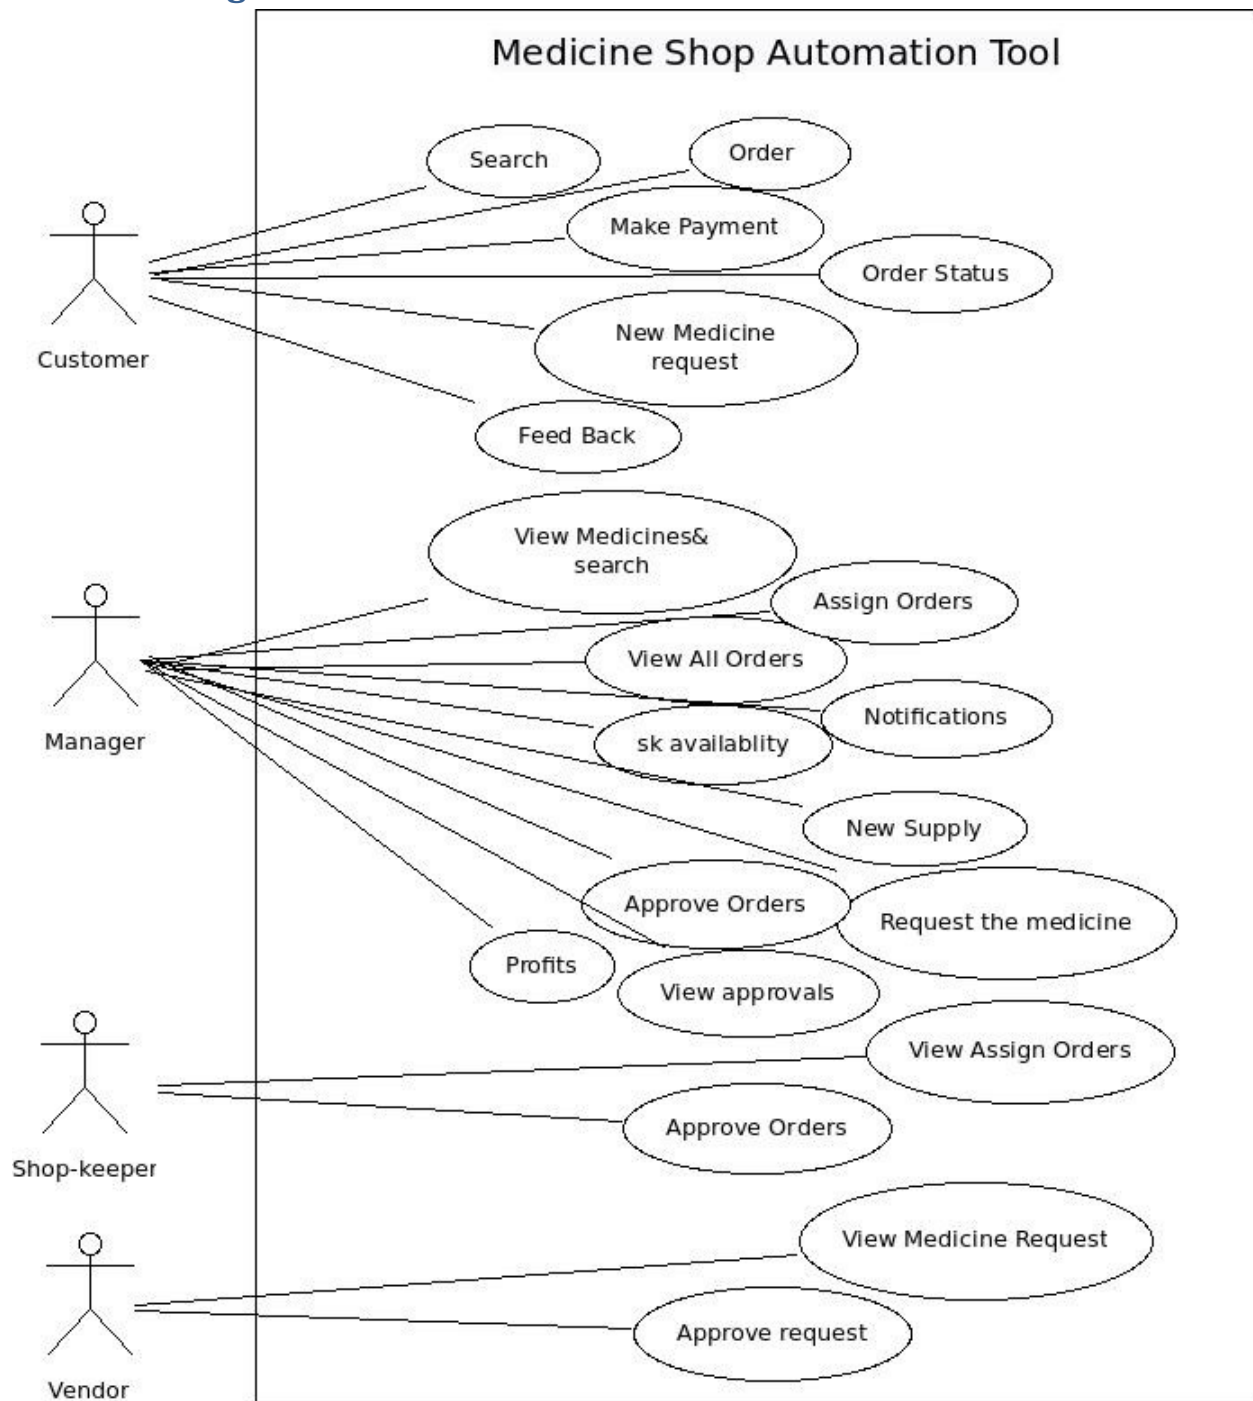 Medicine Shop Automation Tool
Search
Order
Make Payment
Order Status
New Medicine
request
Customer
Feed Back
View Medicines&
search
Assign Orders
View All Orders
Notifications
sk availablity
Manager
New Supply
Approve Orders
Request the medicine
Profits
View approvals
View Assign Orders
Approve Orders
Shop-keeper
View Medicine Request
Approve request
Vendor